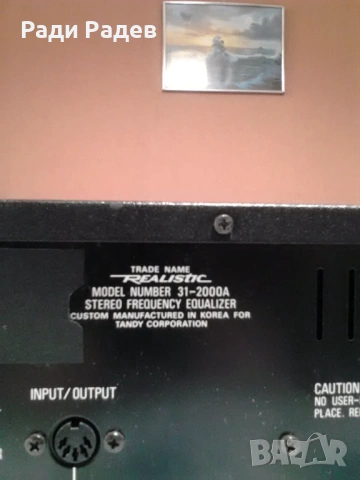 Ради Радев
TRADE NAME
REALISTIC
MODEL NUMBER 31-2000A
STEREO FREQUENCY EQUALIZER
CUSTOM MANUFACTURED IN KOREA FOR
TANDY CORPORATION
INPUT/OUTPUT
CAUTION
NO USER-
PLACE. RE
BAZAR